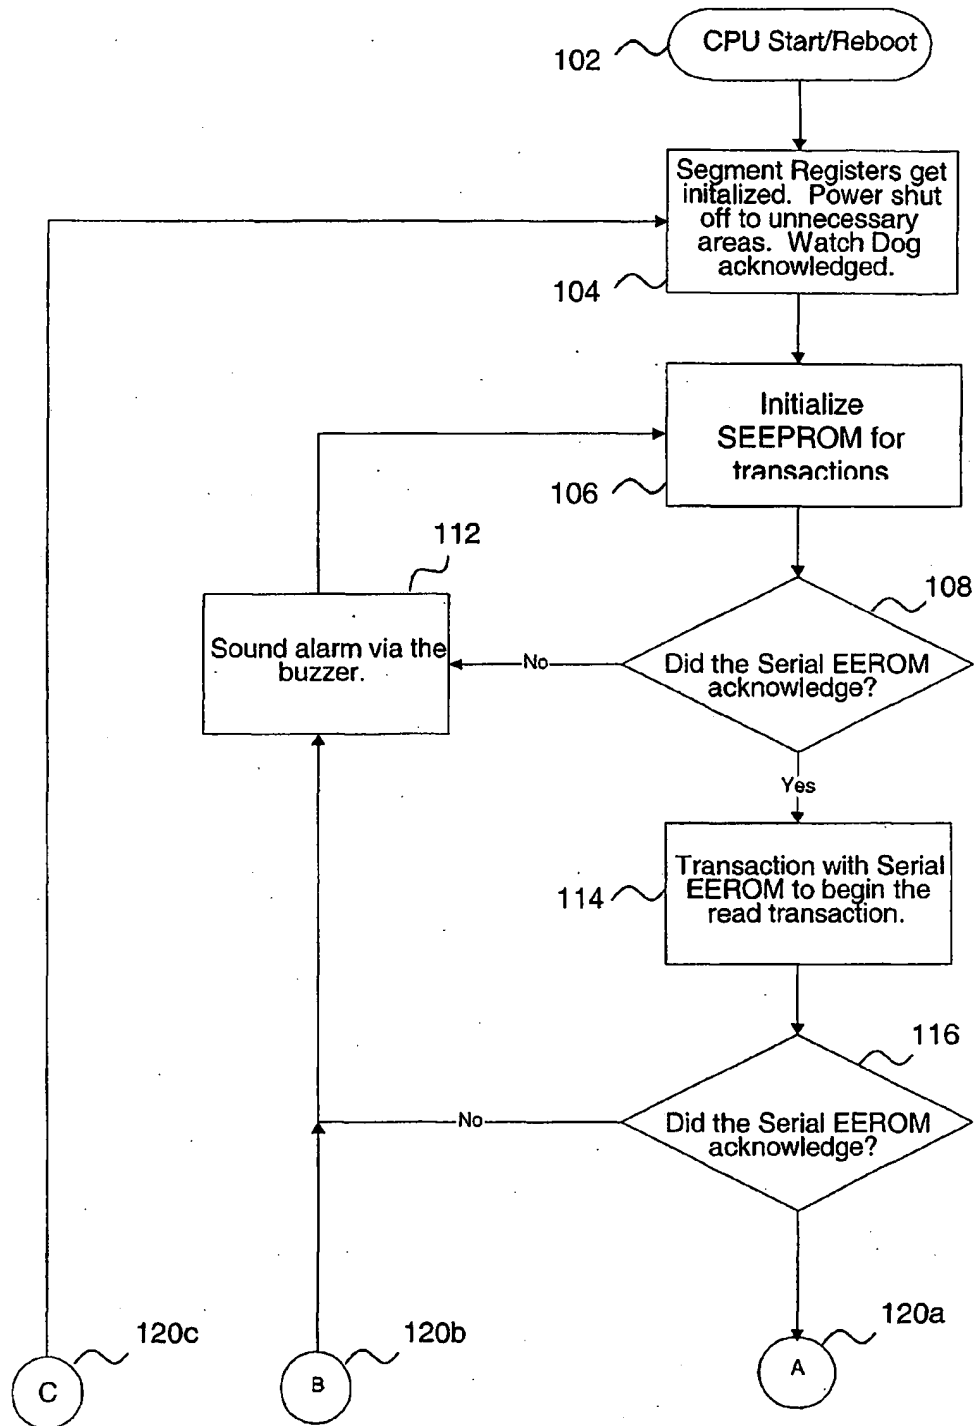 CPU Start/Reboot
102
Segment Registers get
initalized. Power shut
off to unnecessary
areas. Watch Dog
acknowledged.
104
Initialize
SEEPROM for
transactions
106
112
108
Sound alarm via the
buzzer.
No
Did the Serial EEROM
acknowledge?
Yes
Transaction with Serial
EEROM to begin the
read transaction.
114
116
No
Did the Serial EEROM
acknowledge?
120c
120b
120a
C
B
A